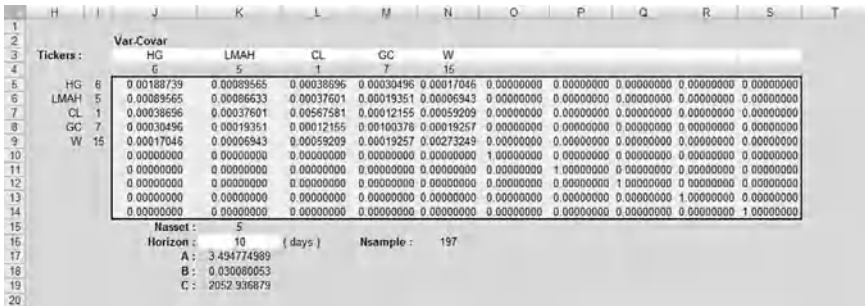 H I J K L M N O P Q R S T
1
2 Var-Covar
3 Tickers : HG LMAH CL GC W
4 6 5 1 7 15
5 HG 6 0.00188739 0.00089565 0.00038696 0.00030496 0.00017046 0.00000000 0.00000000 0.00000000 0.00000000 0.00000000
6 LMAH 5 0.00089565 0.00086633 0.00037601 0.00019351 0.00006943 0.00000000 0.00000000 0.00000000 0.00000000 0.00000000
7 CL 1 0.00038696 0.00037601 0.00567581 0.00012155 0.00059209 0.00000000 0.00000000 0.00000000 0.00000000 0.00000000
8 GC 7 0.00030496 0.00019351 0.00012155 0.00100378 0.00019257 0.00000000 0.00000000 0.00000000 0.00000000 0.00000000
9 W 15 0.00017046 0.00006943 0.00059209 0.00019257 0.00273249 0.00000000 0.00000000 0.00000000 0.00000000 0.00000000
10 0.00000000 0.00000000 0.00000000 0.00000000 0.00000000 1.00000000 0.00000000 0.00000000 0.00000000 0.00000000
11 0.00000000 0.00000000 0.00000000 0.00000000 0.00000000 0.00000000 1.00000000 0.00000000 0.00000000 0.00000000
12 0.00000000 0.00000000 0.00000000 0.00000000 0.00000000 0.00000000 0.00000000 1.00000000 0.00000000 0.00000000
13 0.00000000 0.00000000 0.00000000 0.00000000 0.00000000 0.00000000 0.00000000 0.00000000 1.00000000 0.00000000
14 0.00000000 0.00000000 0.00000000 0.00000000 0.00000000 0.00000000 0.00000000 0.00000000 0.00000000 1.00000000
15 Nasset : 5
16 Horizon : 10 ( days ) Nsample : 197
17 A : 3.494774989
18 B : 0.030080053
19 C : 2052.936879
20